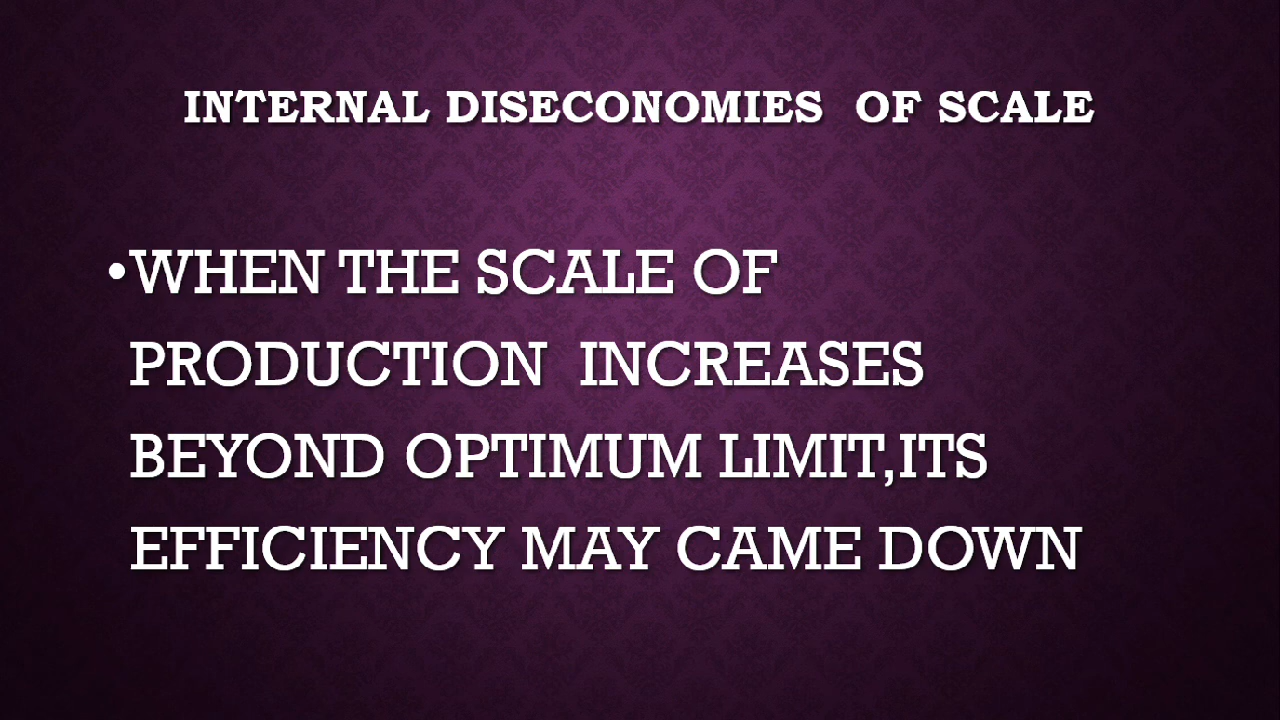 INTERNAL DISECONOMIES  OF SCALE
•WHEN THE SCALE OF
PRODUCTION  INCREASES
BEYOND OPTIMUM LIMIT,ITS
EFFICIENCY MAY CAME DOWN